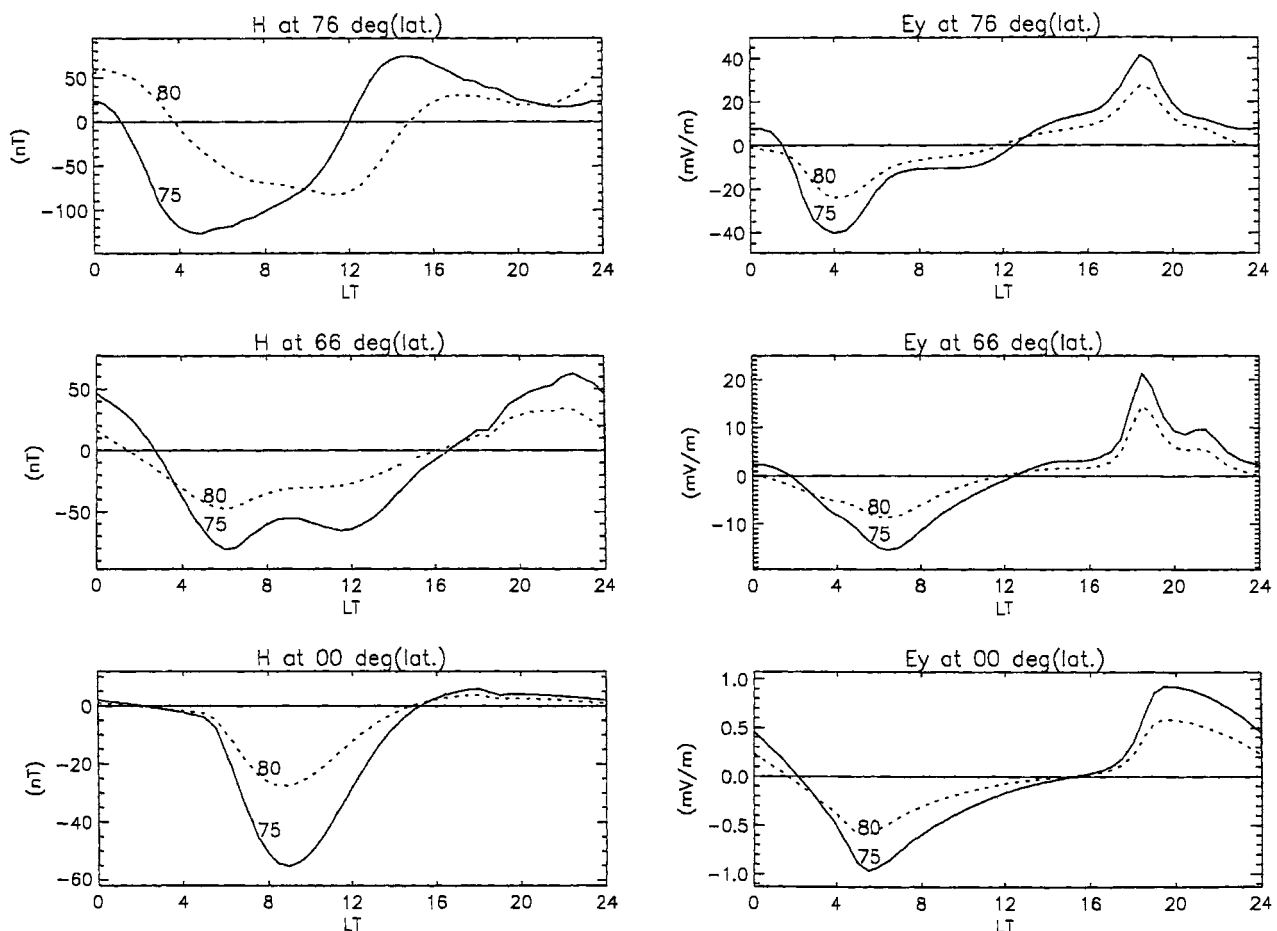 H at 76 deg(lat.)
50
0
-50
-100
(nT)
80
75
0 4 8 12 16 20 24
LT
Ey at 76 deg(lat.)
40
20
0
-20
-40
(mV/m)
80
75
0 4 8 12 16 20 24
LT
H at 66 deg(lat.)
50
0
-50
(nT)
80
75
0 4 8 12 16 20 24
LT
Ey at 66 deg(lat.)
20
10
0
-10
(mV/m)
80
75
0 4 8 12 16 20 24
LT
H at 00 deg(lat.)
0
-20
-40
-60
(nT)
80
75
0 4 8 12 16 20 24
LT
Ey at 00 deg(lat.)
1.0
0.5
0.0
-0.5
-1.0
(mV/m)
80
75
0 4 8 12 16 20 24
LT